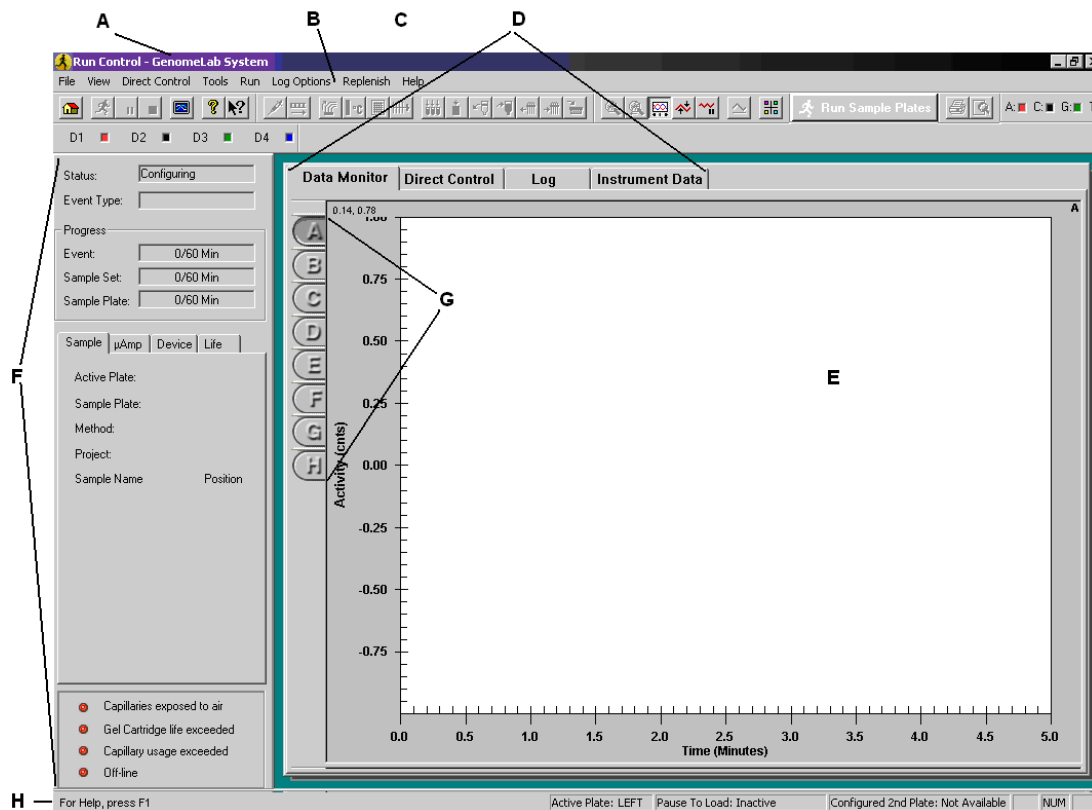 A B C D
Run Control - GenomeLab System
File View Direct Control Tools Run Log Options Replenish Help
°C Run Sample Plates A: C: G:
D1 D2 D3 D4
Status: Configuring
Event Type:
Progress
Event: 0/60 Min
Sample Set: 0/60 Min
Sample Plate: 0/60 Min
Sample µAmp Device Life
Active Plate:
Sample Plate:
Method:
Project:
Sample Name Position
Capillaries exposed to air
Gel Cartridge life exceeded
Capillary usage exceeded
Off-line
F
Data Monitor Direct Control Log Instrument Data
0.14, 0.78
A
A
B
C
D
E
F
G
H
G
E
Activity (cnts)
1.00
0.75
0.50
0.25
0.00
-0.25
-0.50
-0.75
0.0 0.5 1.0 1.5 2.0 2.5 3.0 3.5 4.0 4.5 5.0
Time (Minutes)
H
For Help, press F1
Active Plate: LEFT Pause To Load: Inactive Configured 2nd Plate: Not Available NUM